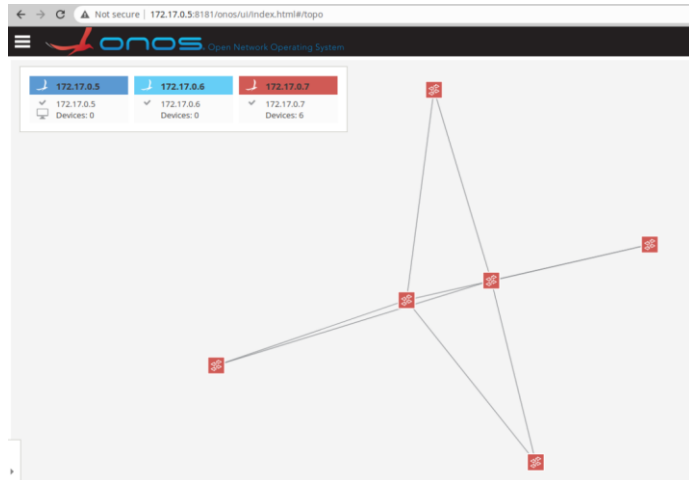 Not secure | 172.17.0.5:8181/onos/ui/index.html#/topo
onos Open Network Operating System
172.17.0.5
172.17.0.5
Devices: 0
172.17.0.6
172.17.0.6
Devices: 0
172.17.0.7
172.17.0.7
Devices: 6